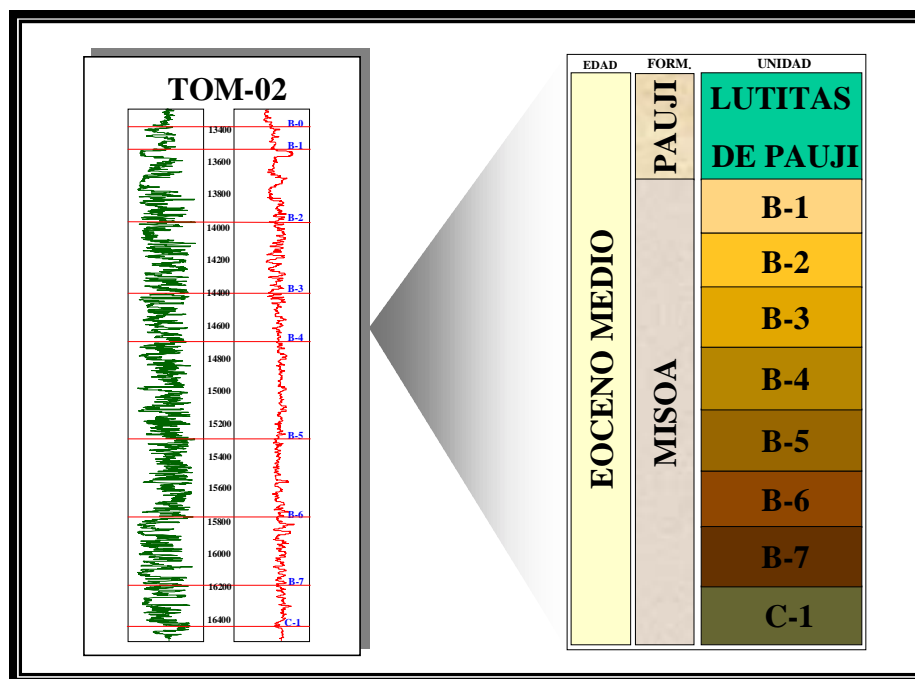 TOM-02
B-0
13400
B-1
13600
13800
B-2
14000
14200
B-3
14400
14600
B-4
14800
15000
15200
B-5
15400
15600
B-6
15800
16000
B-7
16200
16400
C-1
EDAD
FORM.
UNIDAD
EOCENO MEDIO
PAUJI
MISOA
LUTITAS
DE PAUJI
B-1
B-2
B-3
B-4
B-5
B-6
B-7
C-1